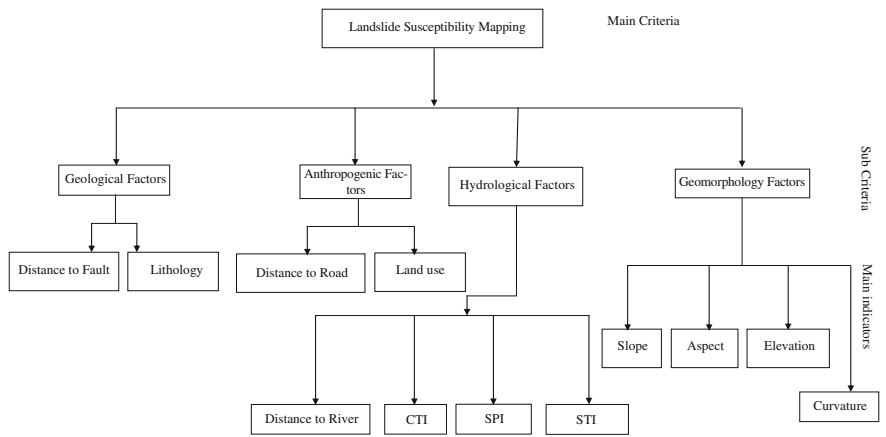 Landslide Susceptibility Mapping
Main Criteria
Geological Factors
Anthropogenic Fac-
tors
Hydrological Factors
Geomorphology Factors
Sub Criteria
Distance to Fault
Lithology
Distance to Road
Land use
Main indicators
Slope
Aspect
Elevation
Curvature
Distance to River
CTI
SPI
STI